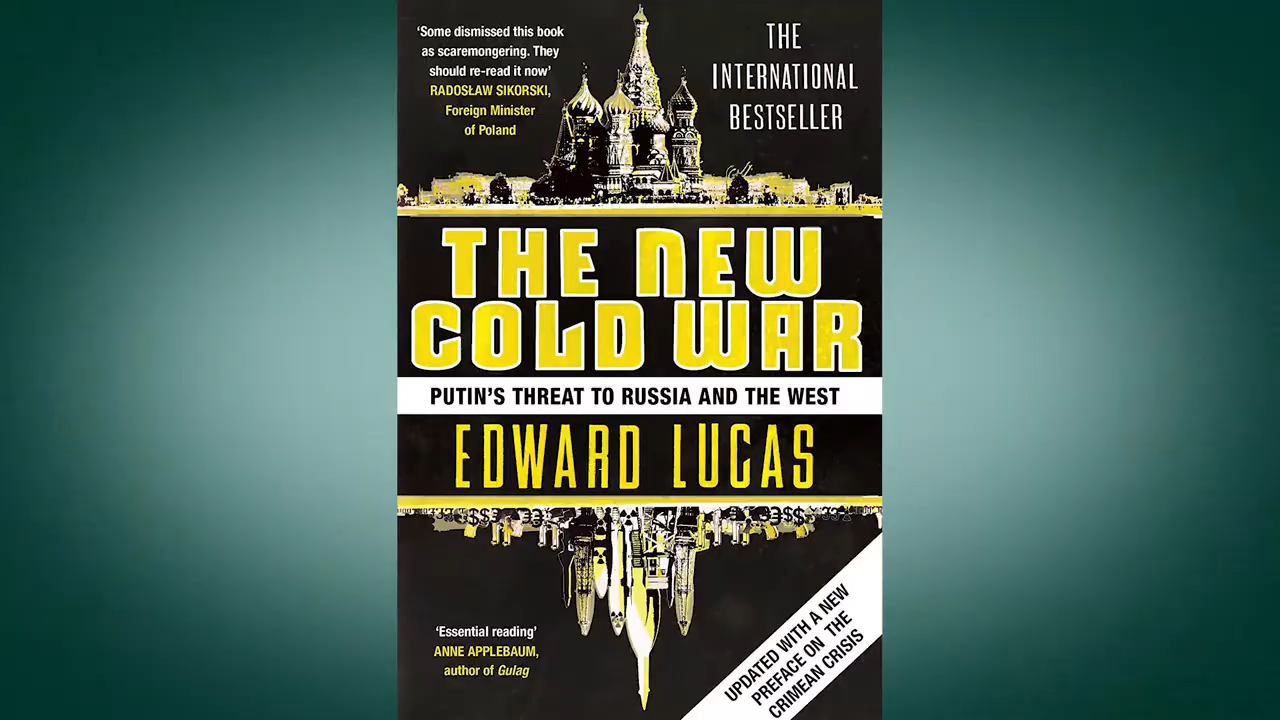 ‘Some dismissed this book
as scaremongering. They
should re-read it now’
RADOSŁAW SIKORSKI,
Foreign Minister
of Poland
THE
INTERNATIONAL
BESTSELLER
THE NEW
COLD WAR
PUTIN’S THREAT TO RUSSIA AND THE WEST
EDWARD LUCAS
‘Essential reading’
ANNE APPLEBAUM,
author of Gulag
UPDATED WITH A NEW
PREFACE ON THE
CRIMEAN CRISIS